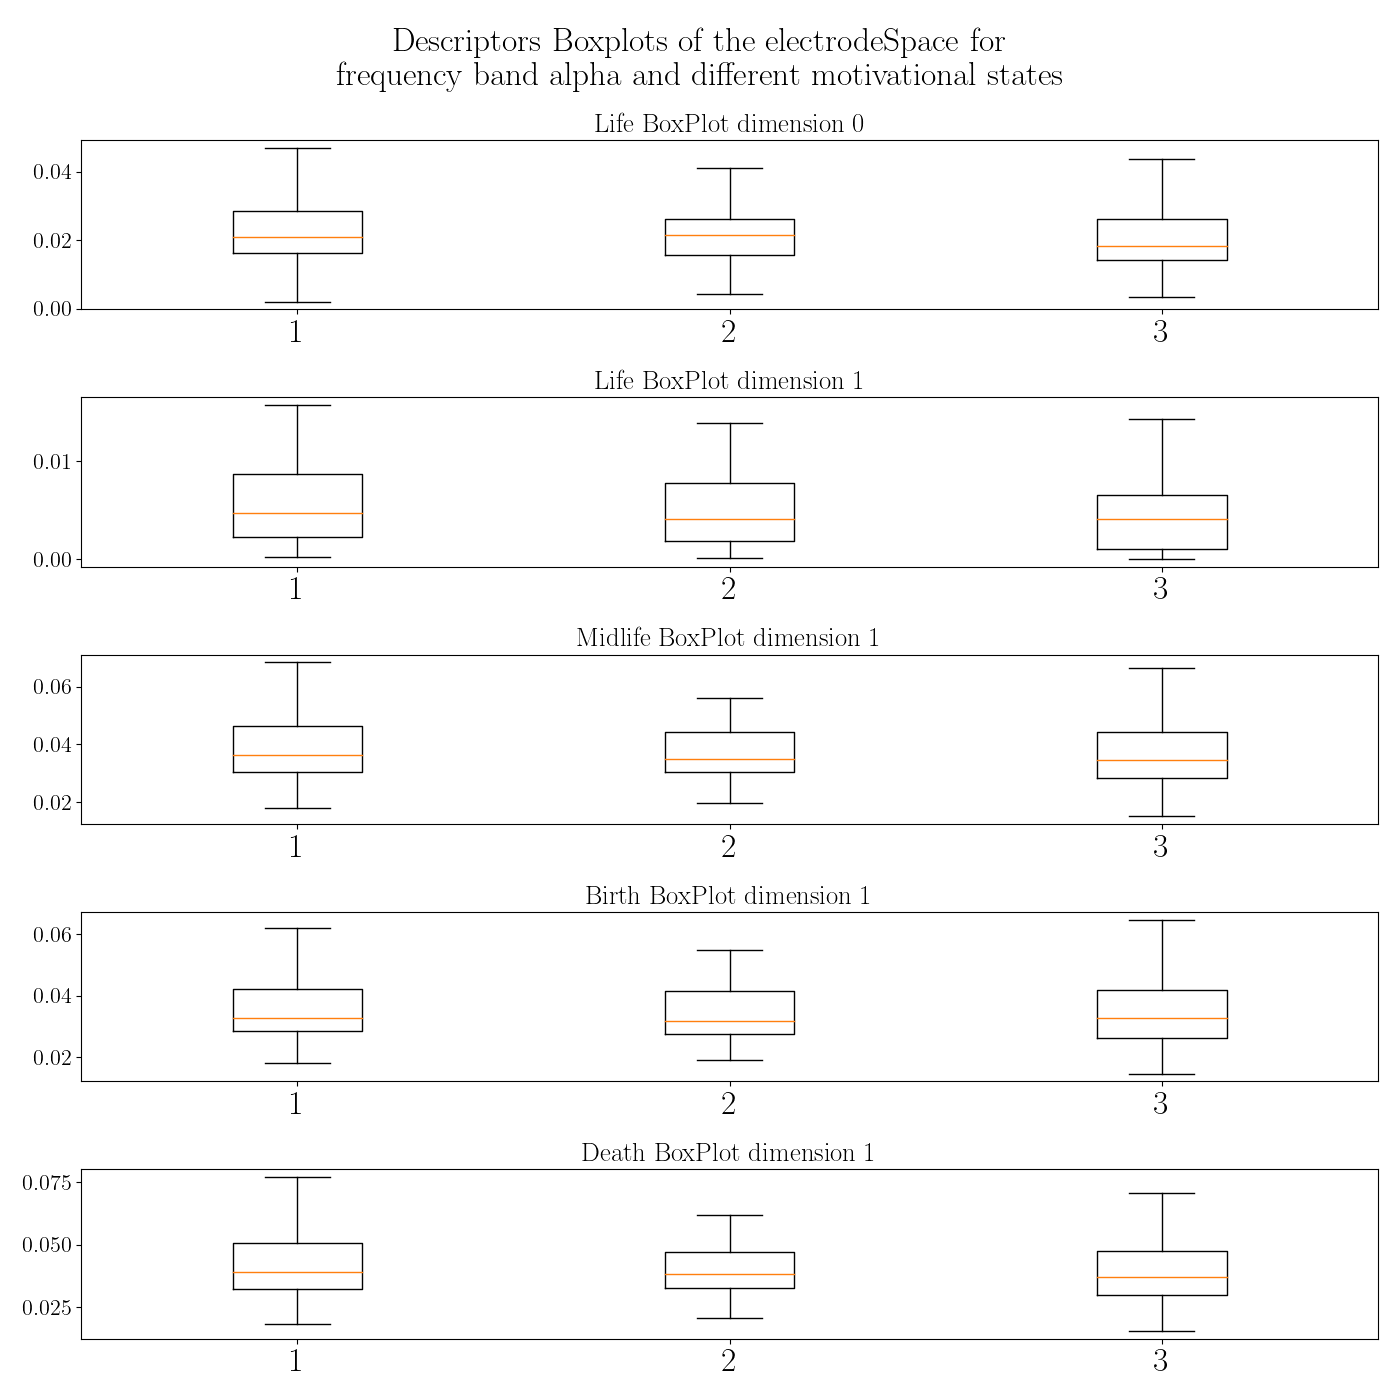 Descriptors Boxplots of the electrodeSpace for
frequency band alpha and different motivational states
Life BoxPlot dimension 0
0.04
0.02
0.00
1 2 3
Life BoxPlot dimension 1
0.01
0.00
1 2 3
Midlife BoxPlot dimension 1
0.06
0.04
0.02
1 2 3
Birth BoxPlot dimension 1
0.06
0.04
0.02
1 2 3
Death BoxPlot dimension 1
0.075
0.050
0.025
1 2 3